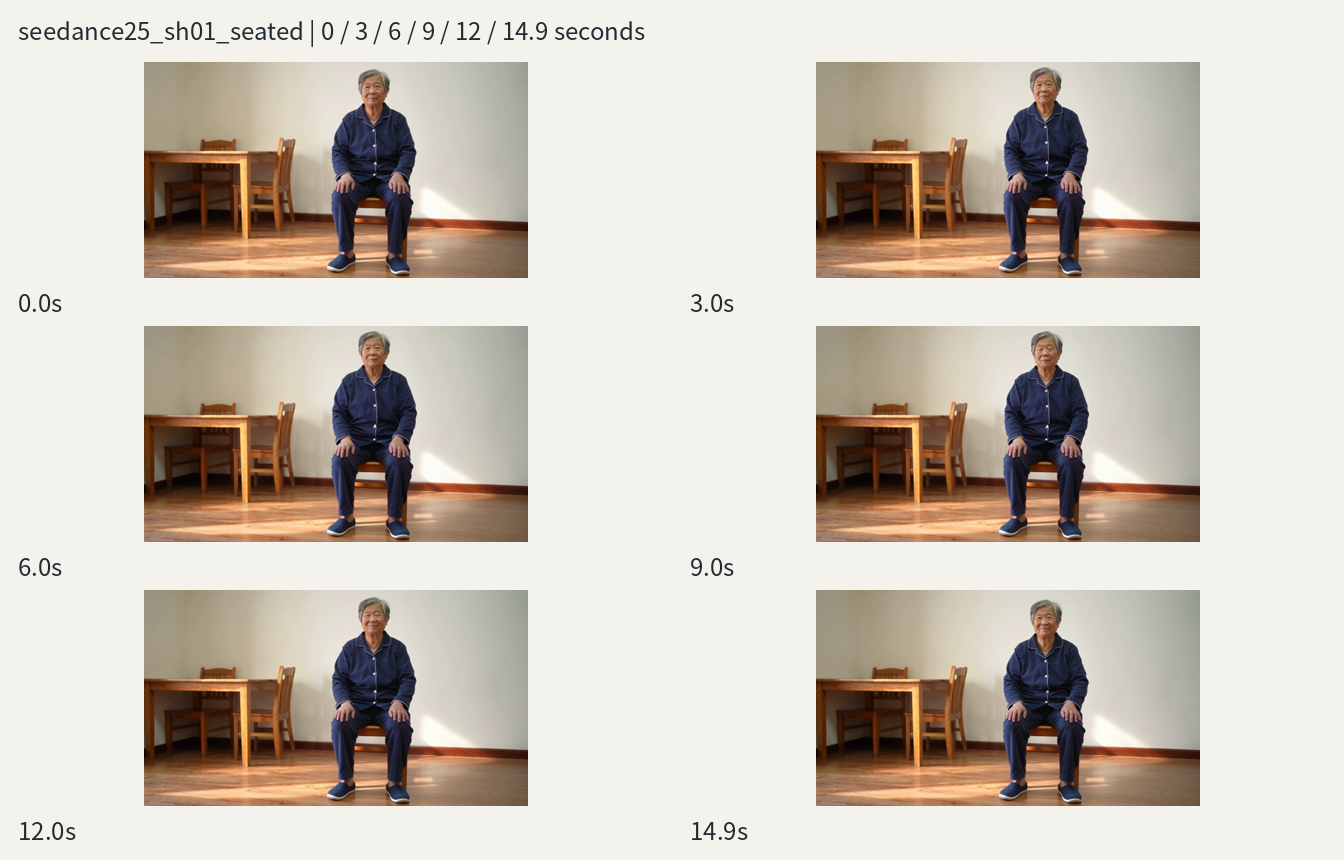 seedance25_sh01_seated | 0 / 3 / 6 / 9 / 12 / 14.9 seconds
0.0s
3.0s
6.0s
9.0s
12.0s
14.9s